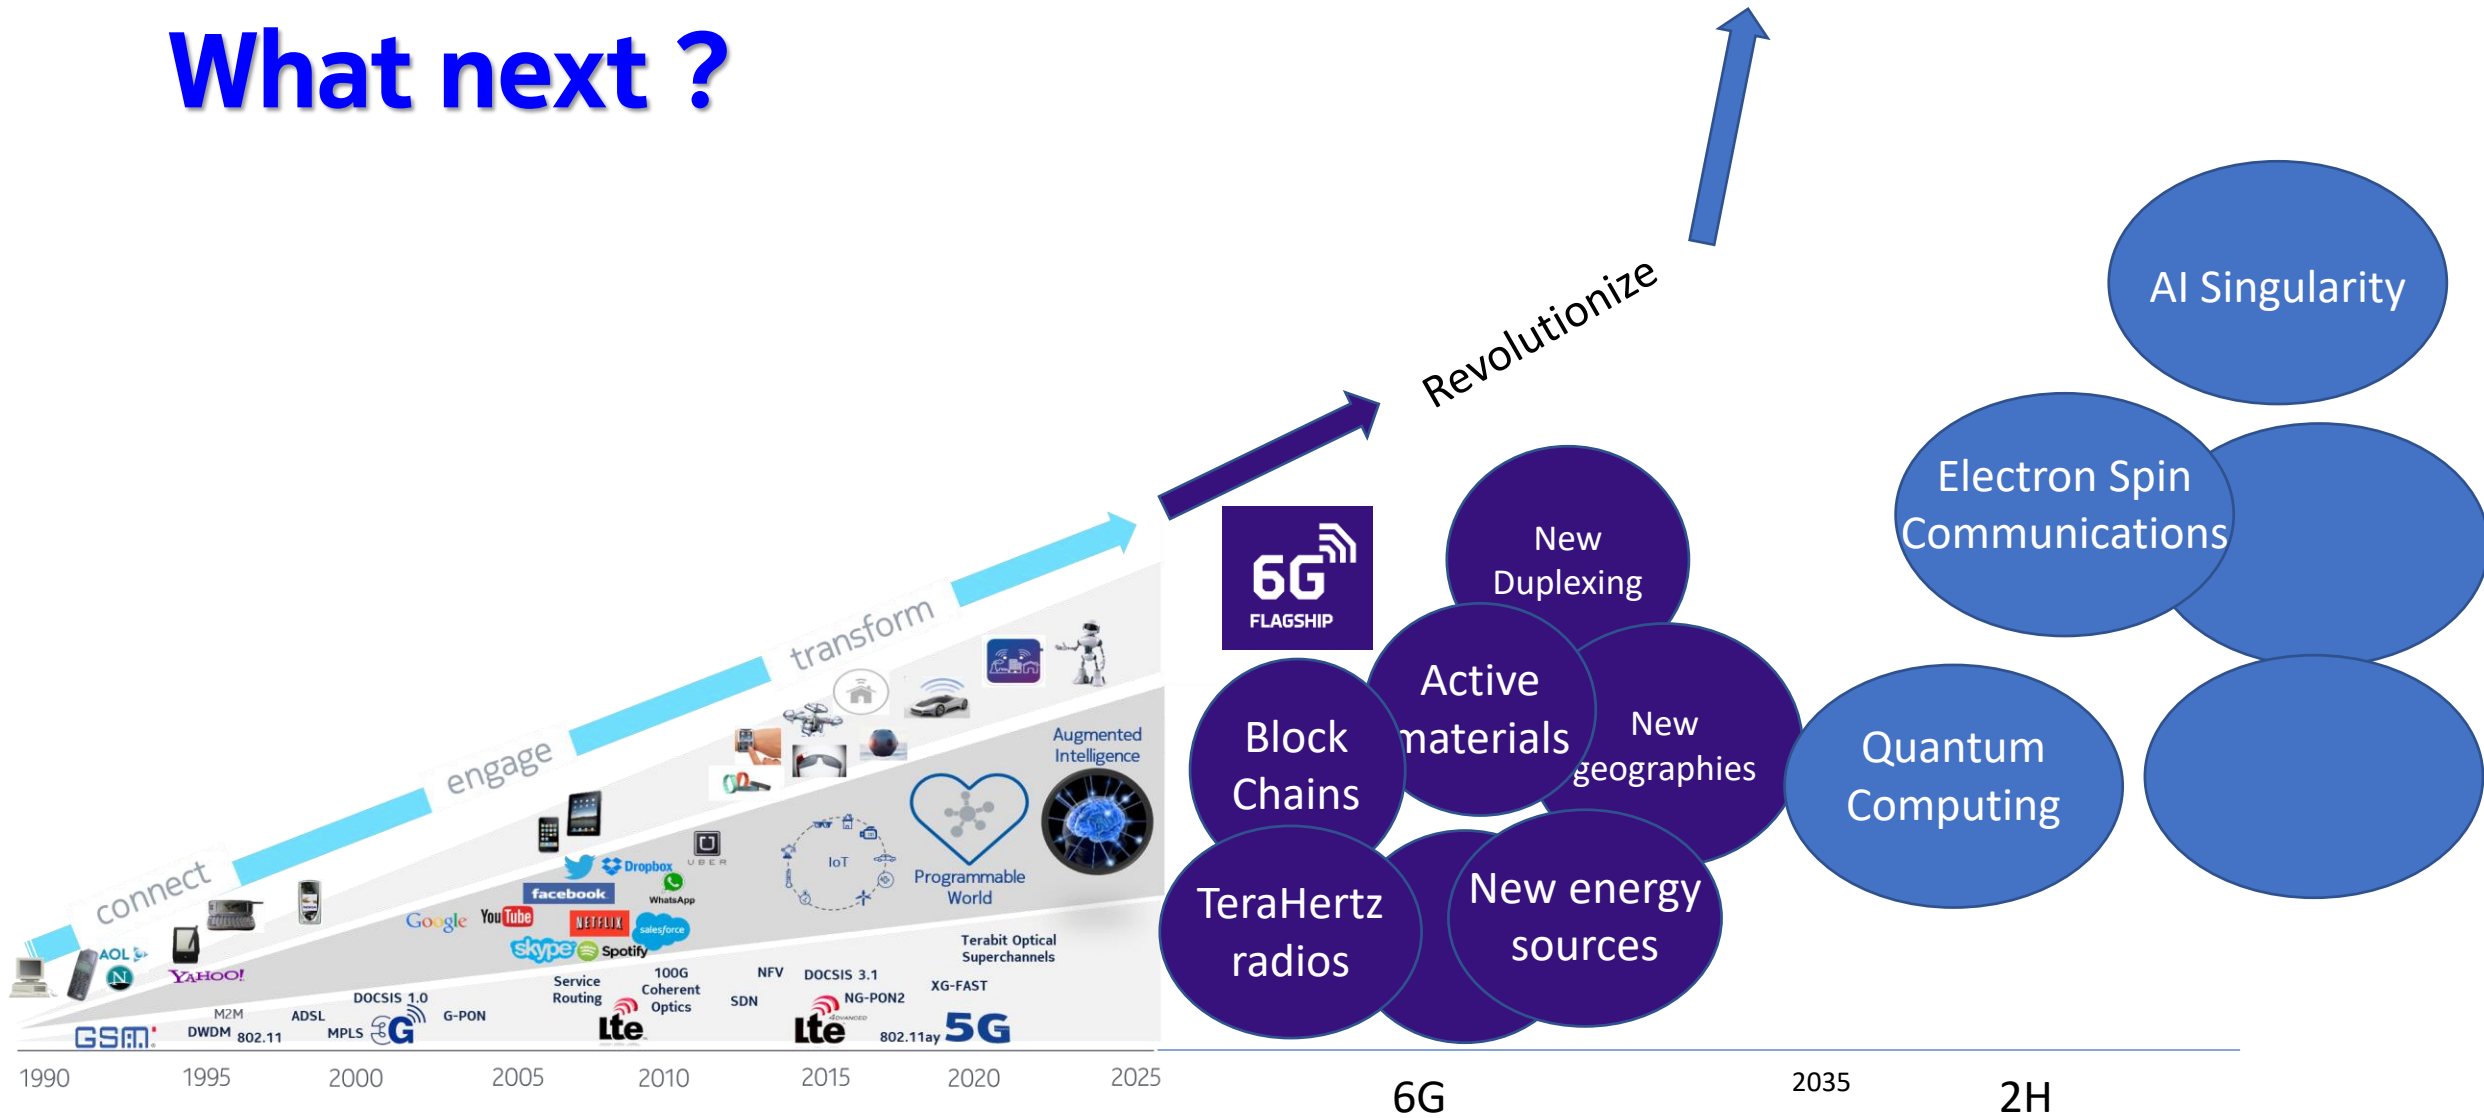 What next ?
Revolutionize
AI Singularity
Electron Spin
Communications
Quantum
Computing
6G
FLAGSHIP
New
Duplexing
Active
materials
New
geographies
Block
Chains
TeraHertz
radios
New energy
sources
transform
engage
connect
Augmented
Intelligence
IoT
Programmable
World
UBER
Dropbox
facebook
WhatsApp
Google
YouTube
NETFLIX
salesforce
skype
Spotify
AOL
N
YAHOO!
Terabit Optical
Superchannels
Service
Routing
100G
Coherent
Optics
NFV
DOCSIS 3.1
SDN
NG-PON2
XG-FAST
DOCSIS 1.0
M2M
ADSL
G-PON
GSM
DWDM
802.11
MPLS
3G
Lte
Lte
ADVANCED
802.11ay
5G
1990
1995
2000
2005
2010
2015
2020
2025
6G
2035
2H